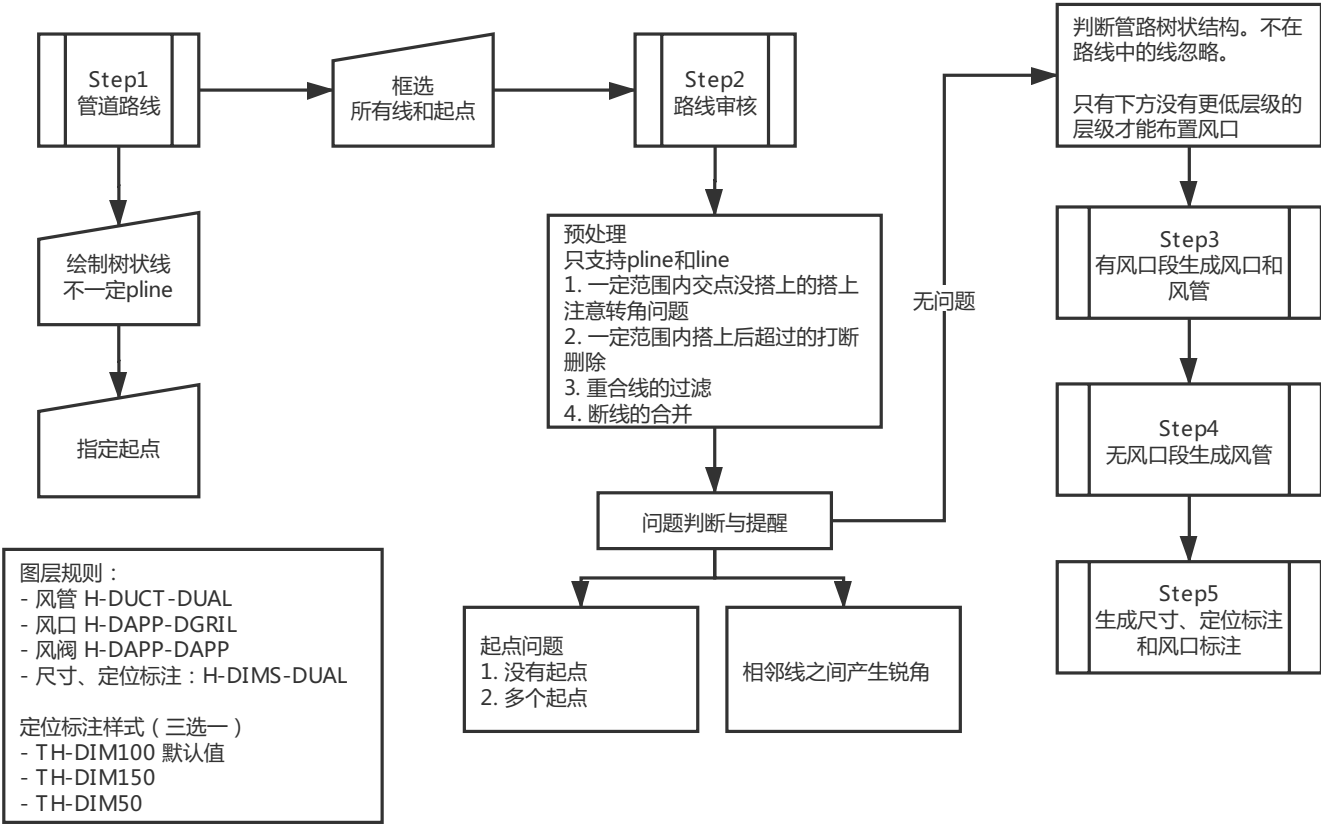 Step1
管道路线
框选
所有线和起点
Step2
路线审核
判断管路树状结构。不在
路线中的线忽略。
只有下方没有更低层级的
层级才能布置风口
绘制树状线
不一定pline
指定起点
预处理
只支持pline和line
1. 一定范围内交点没搭上的搭上
注意转角问题
2. 一定范围内搭上后超过的打断
删除
3. 重合线的过滤
4. 断线的合并
无问题
Step3
有风口段生成风口和
风管
Step4
无风口段生成风管
问题判断与提醒
图层规则：
- 风管 H-DUCT-DUAL
- 风口 H-DAPP-DGRIL
- 风阀 H-DAPP-DAPP
- 尺寸、定位标注：H-DIMS-DUAL
定位标注样式（三选一）
- TH-DIM100 默认值
- TH-DIM150
- TH-DIM50
起点问题
1. 没有起点
2. 多个起点
相邻线之间产生锐角
Step5
生成尺寸、定位标注
和风口标注